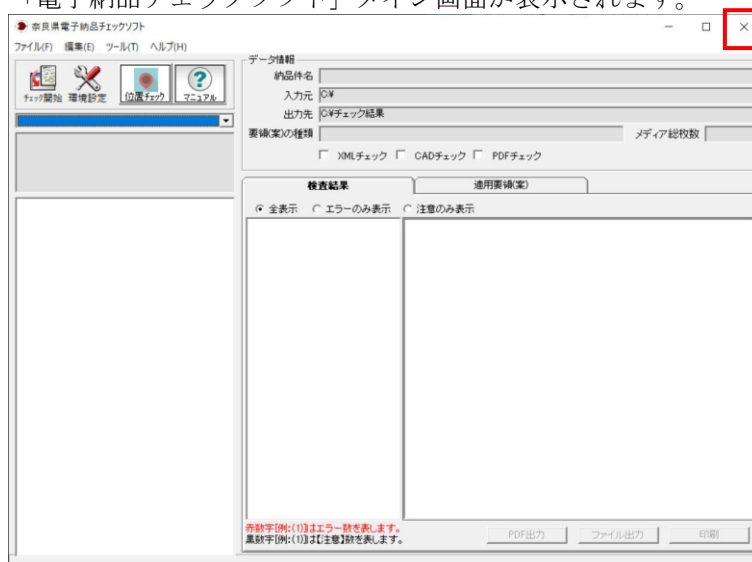 「電子納品チェックソフト」メイン画面が表示されます。
奈良県電子納品チェックソフト
ファイル(F) 編集(E) ツール(T) ヘルプ(H)
チェック開始 環境設定 位置チェック マニュアル
データ情報
納品件名
入力元 C:¥
出力先 C:¥チェック結果
要領(案)の種類 メディア総枚数
XMLチェック CADチェック PDFチェック
検査結果 適用要領(案)
全表示 エラーのみ表示 注意のみ表示
赤数字[例:(1)]はエラー数を表します。
黒数字[例:(1)]は【注意】数を表します。
PDF出力 ファイル出力 印刷